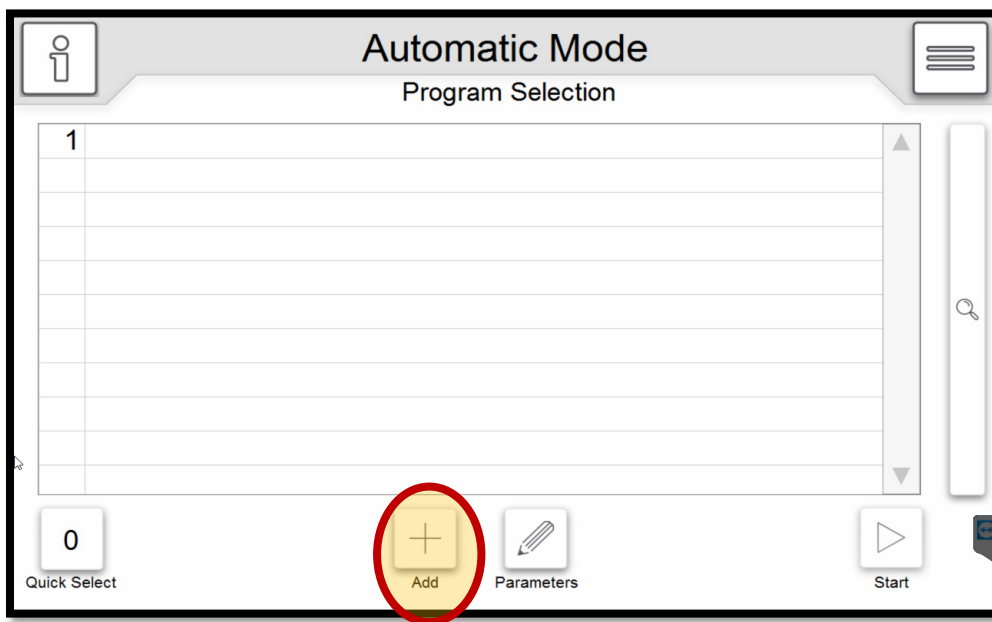 Automatic Mode
Program Selection
1
0
Quick Select
Add
Parameters
Start